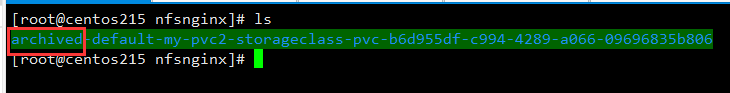 [root@centos215 nfsnginx]# ls
archived-default-my-pvc2-storageclass-pvc-b6d955df-c994-4289-a066-09696835b806
[root@centos215 nfsnginx]#